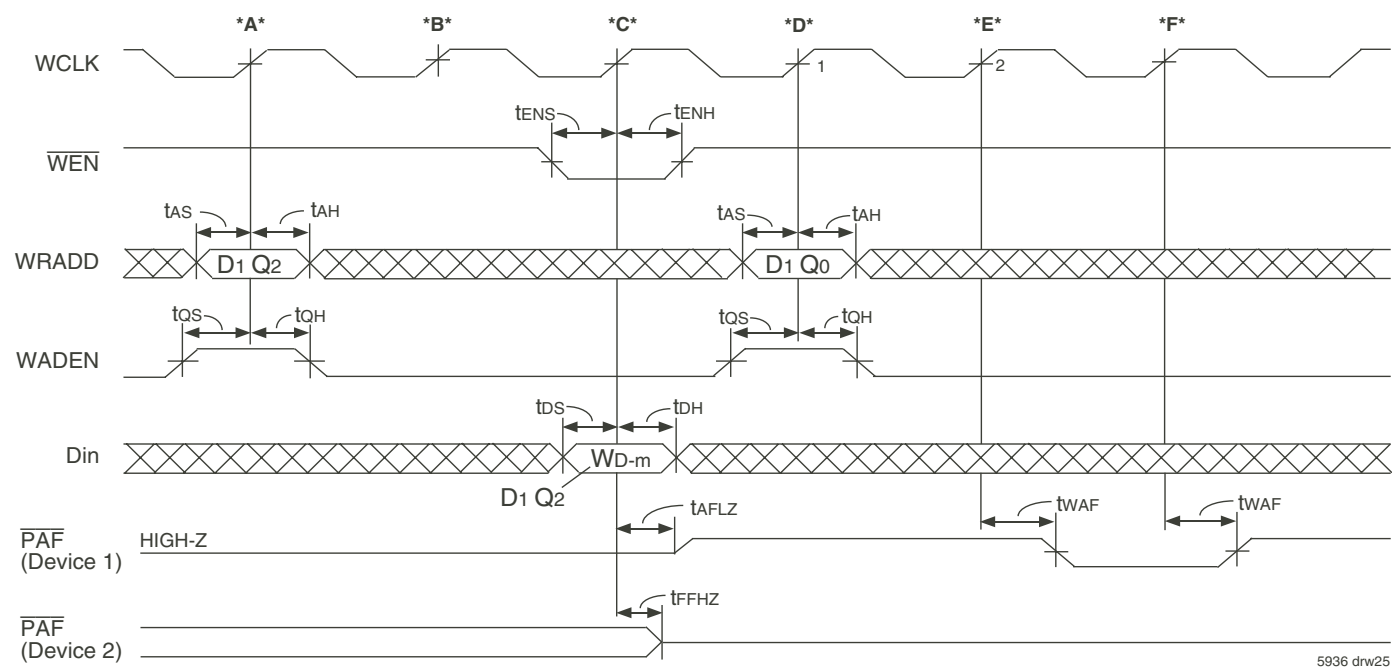 *A* *B* *C* *D* *E* *F*
WCLK 1 2
tENS tENH
WEN
tAS tAH tAS tAH
WRADD D1 Q2 D1 Q0
tQS tQH tQS tQH
WADEN
tDS tDH
Din WD-m
D1 Q2
tAFLZ tWAF tWAF
PAF HIGH-Z
(Device 1)
tFFHZ
PAF
(Device 2)
5936 drw25